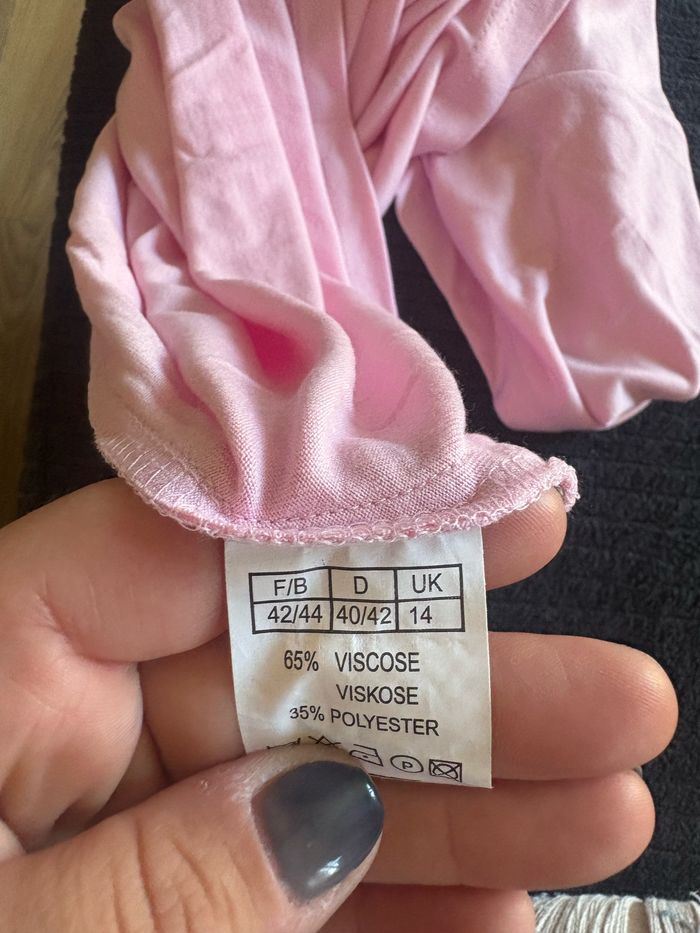 F/B D UK
42/44 40/42 14
65% VISCOSE
VISKOSE
35% POLYESTER
P